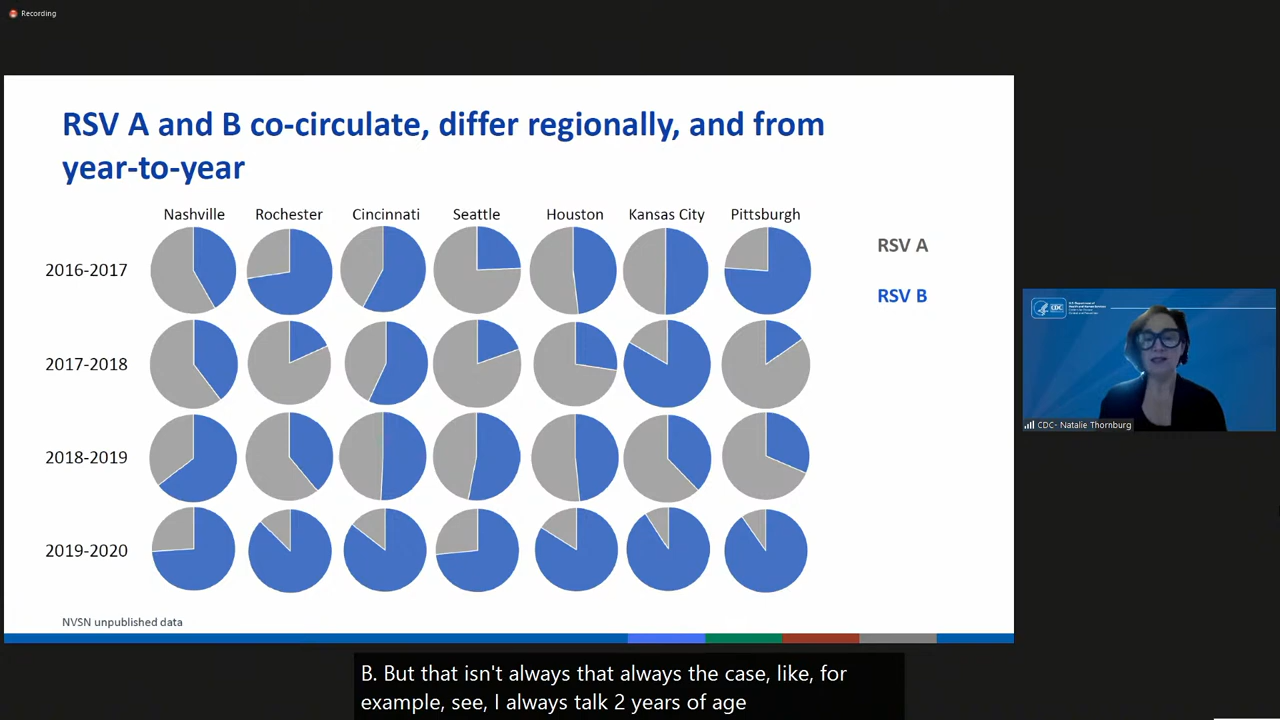 Recording
RSV A and B co-circulate, differ regionally, and from
year-to-year
Nashville Rochester Cincinnati Seattle Houston Kansas City Pittsburgh
2016-2017
2017-2018
2018-2019
2019-2020
RSV A
RSV B
NVSN unpublished data
CDC
CDC- Natalie Thornburg
B. But that isn't always that always the case, like, for
example, see, I always talk 2 years of age